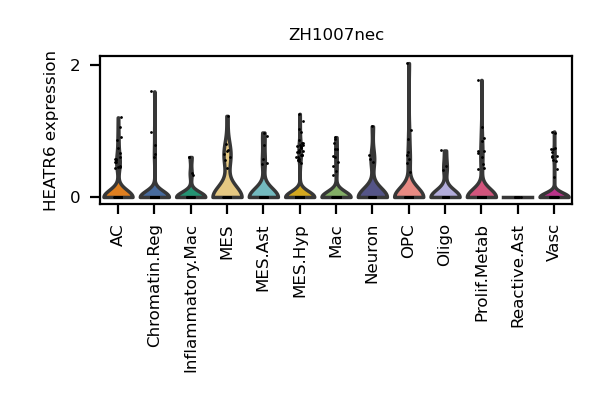 ZH1007nec
HEATR6 expression
2
0
AC
Chromatin.Reg
Inflammatory.Mac
MES
MES.Ast
MES.Hyp
Mac
Neuron
OPC
Oligo
Prolif.Metab
Reactive.Ast
Vasc